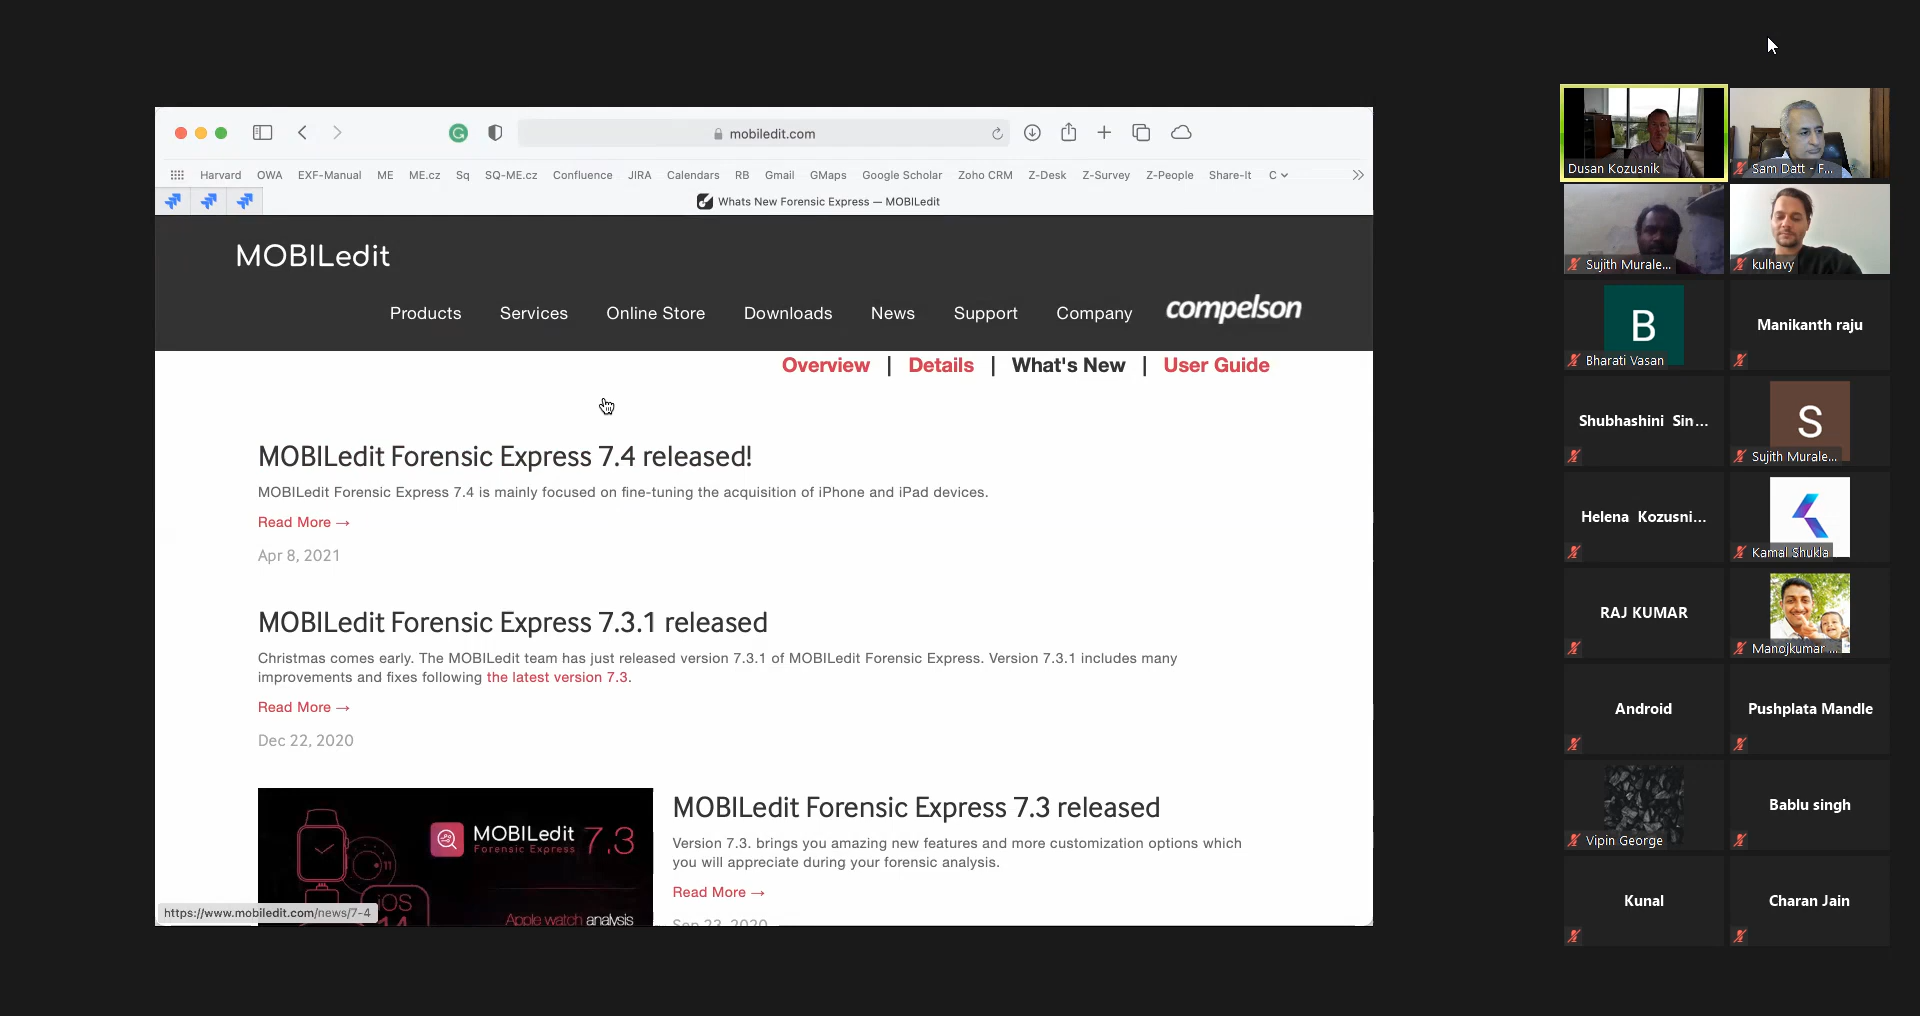 mobiledit.com
Harvard OWA EXF-Manual ME ME.cz Sq SQ-ME.cz Confluence JIRA Calendars RB Gmail GMaps Google Scholar Zoho CRM Z-Desk Z-Survey Z-People Share-It C
Whats New Forensic Express — MOBILedit
MOBILedit
Products Services Online Store Downloads News Support Company compelson
Overview | Details | What's New | User Guide
MOBILedit Forensic Express 7.4 released!
MOBILedit Forensic Express 7.4 is mainly focused on fine-tuning the acquisition of iPhone and iPad devices.
Read More →
Apr 8, 2021
MOBILedit Forensic Express 7.3.1 released
Christmas comes early. The MOBILedit team has just released version 7.3.1 of MOBILedit Forensic Express. Version 7.3.1 includes many
improvements and fixes following the latest version 7.3.
Read More →
Dec 22, 2020
MOBILedit 7.3
Forensic Express
11
iOS
14
Apple watch analysis
MOBILedit Forensic Express 7.3 released
Version 7.3. brings you amazing new features and more customization options which
you will appreciate during your forensic analysis.
Read More →
Sep 23, 2020
https://www.mobiledit.com/news/7-4
Dusan Kozusnik
Sam Datt - F...
Sujith Murale...
kulhavy
B
Bharati Vasan
Manikanth raju
Shubhashini Sin...
S
Sujith Murale...
Helena Kozusni...
Kamal Shukla
RAJ KUMAR
Manojkumar ...
Android
Pushplata Mandle
Vipin George
Bablu singh
Kunal
Charan Jain